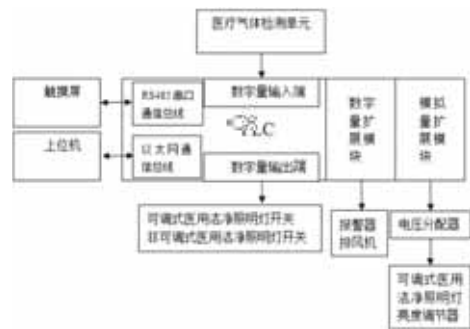 医疗气体检测单元
触摸屏
RS485串口
通信总线
数字量输入端
数字
量扩
展模
块
模拟
量扩
展模
块
上位机
以太网通
信总线
数字量输出端
可调式医用洁净照明灯开关
非可调式医用洁净照明灯开关
报警器
排风机
电压分配器
可调式医用
洁净照明灯
亮度调节器